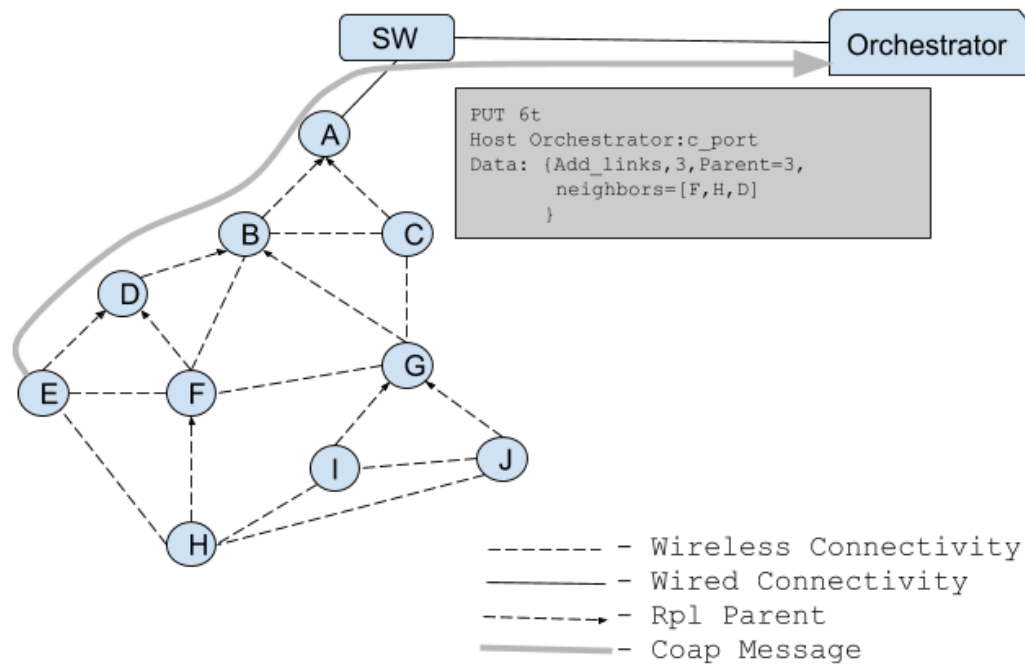 SW
Orchestrator
PUT 6t
Host Orchestrator:c_port
Data: {Add_links,3,Parent=3,
neighbors=[F,H,D]
}
A
B
C
D
E
F
G
I
J
H
- Wireless Connectivity
- Wired Connectivity
- Rpl Parent
- Coap Message